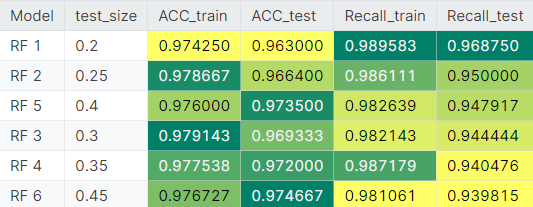 Model test_size ACC_train ACC_test Recall_train Recall_test
RF 1 0.2 0.974250 0.963000 0.989583 0.968750
RF 2 0.25 0.978667 0.966400 0.986111 0.950000
RF 5 0.4 0.976000 0.973500 0.982639 0.947917
RF 3 0.3 0.979143 0.969333 0.982143 0.944444
RF 4 0.35 0.977538 0.972000 0.987179 0.940476
RF 6 0.45 0.976727 0.974667 0.981061 0.939815